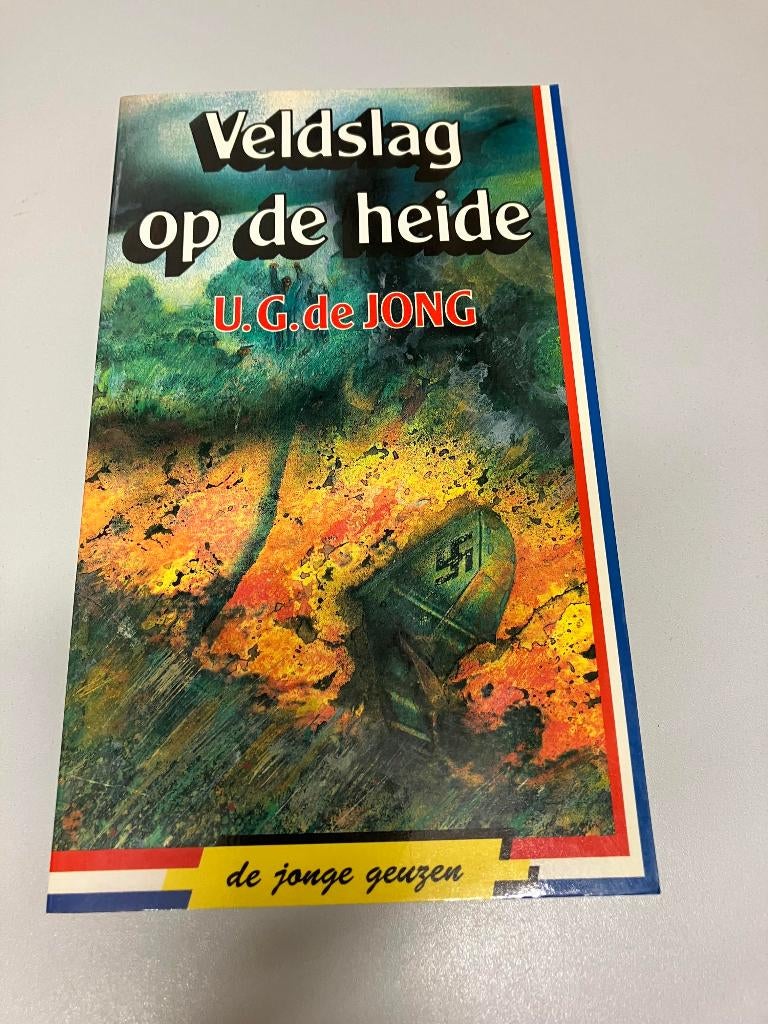 Veldslag
op de heide
U.G. de JONG
de jonge geuzen